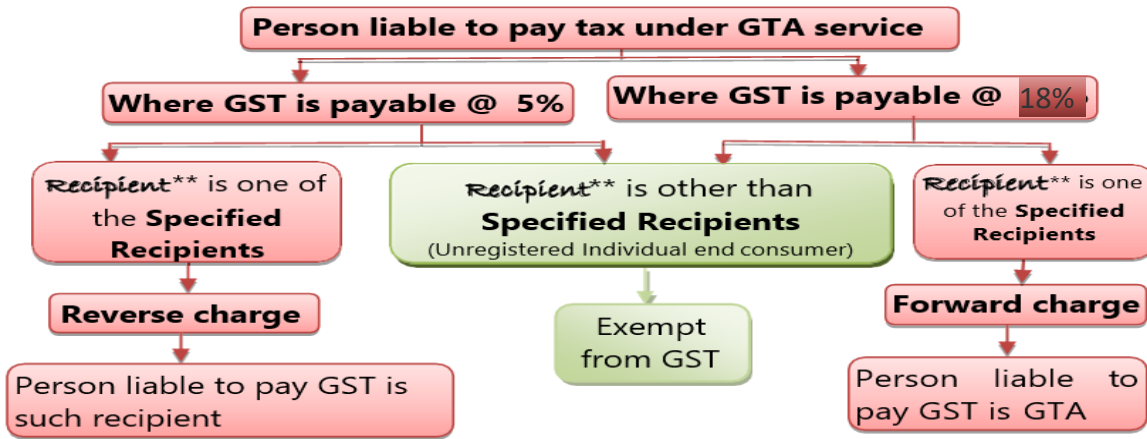 Person liable to pay tax under GTA service
Where GST is payable @ 5%
Where GST is payable @ 18%
Recipient** is one of
the Specified
Recipients
Recipient** is other than
Specified Recipients
(Unregistered Individual end consumer)
Recipient** is one
of the Specified
Recipients
Reverse charge
Exempt
from GST
Forward charge
Person liable to pay GST is
such recipient
Person liable to
pay GST is GTA